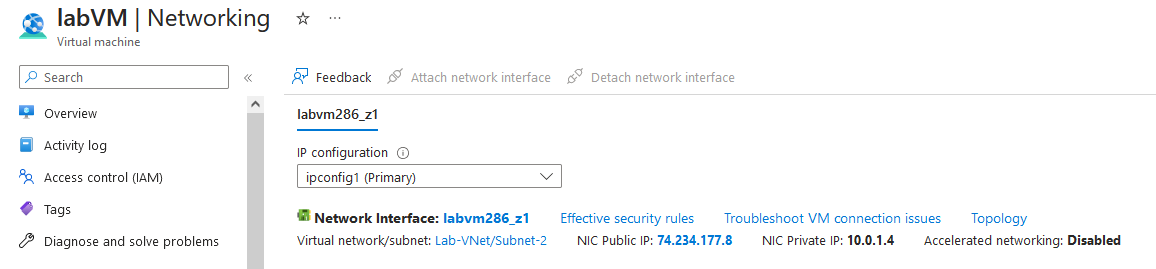 labVM | Networking ☆ ···
Virtual machine
Search «
Feedback Attach network interface Detach network interface
Overview
Activity log
Access control (IAM)
Tags
Diagnose and solve problems
labvm286_z1
IP configuration
ipconfig1 (Primary)
Network Interface: labvm286_z1 Effective security rules Troubleshoot VM connection issues Topology
Virtual network/subnet: Lab-VNet/Subnet-2 NIC Public IP: 74.234.177.8 NIC Private IP: 10.0.1.4 Accelerated networking: Disabled